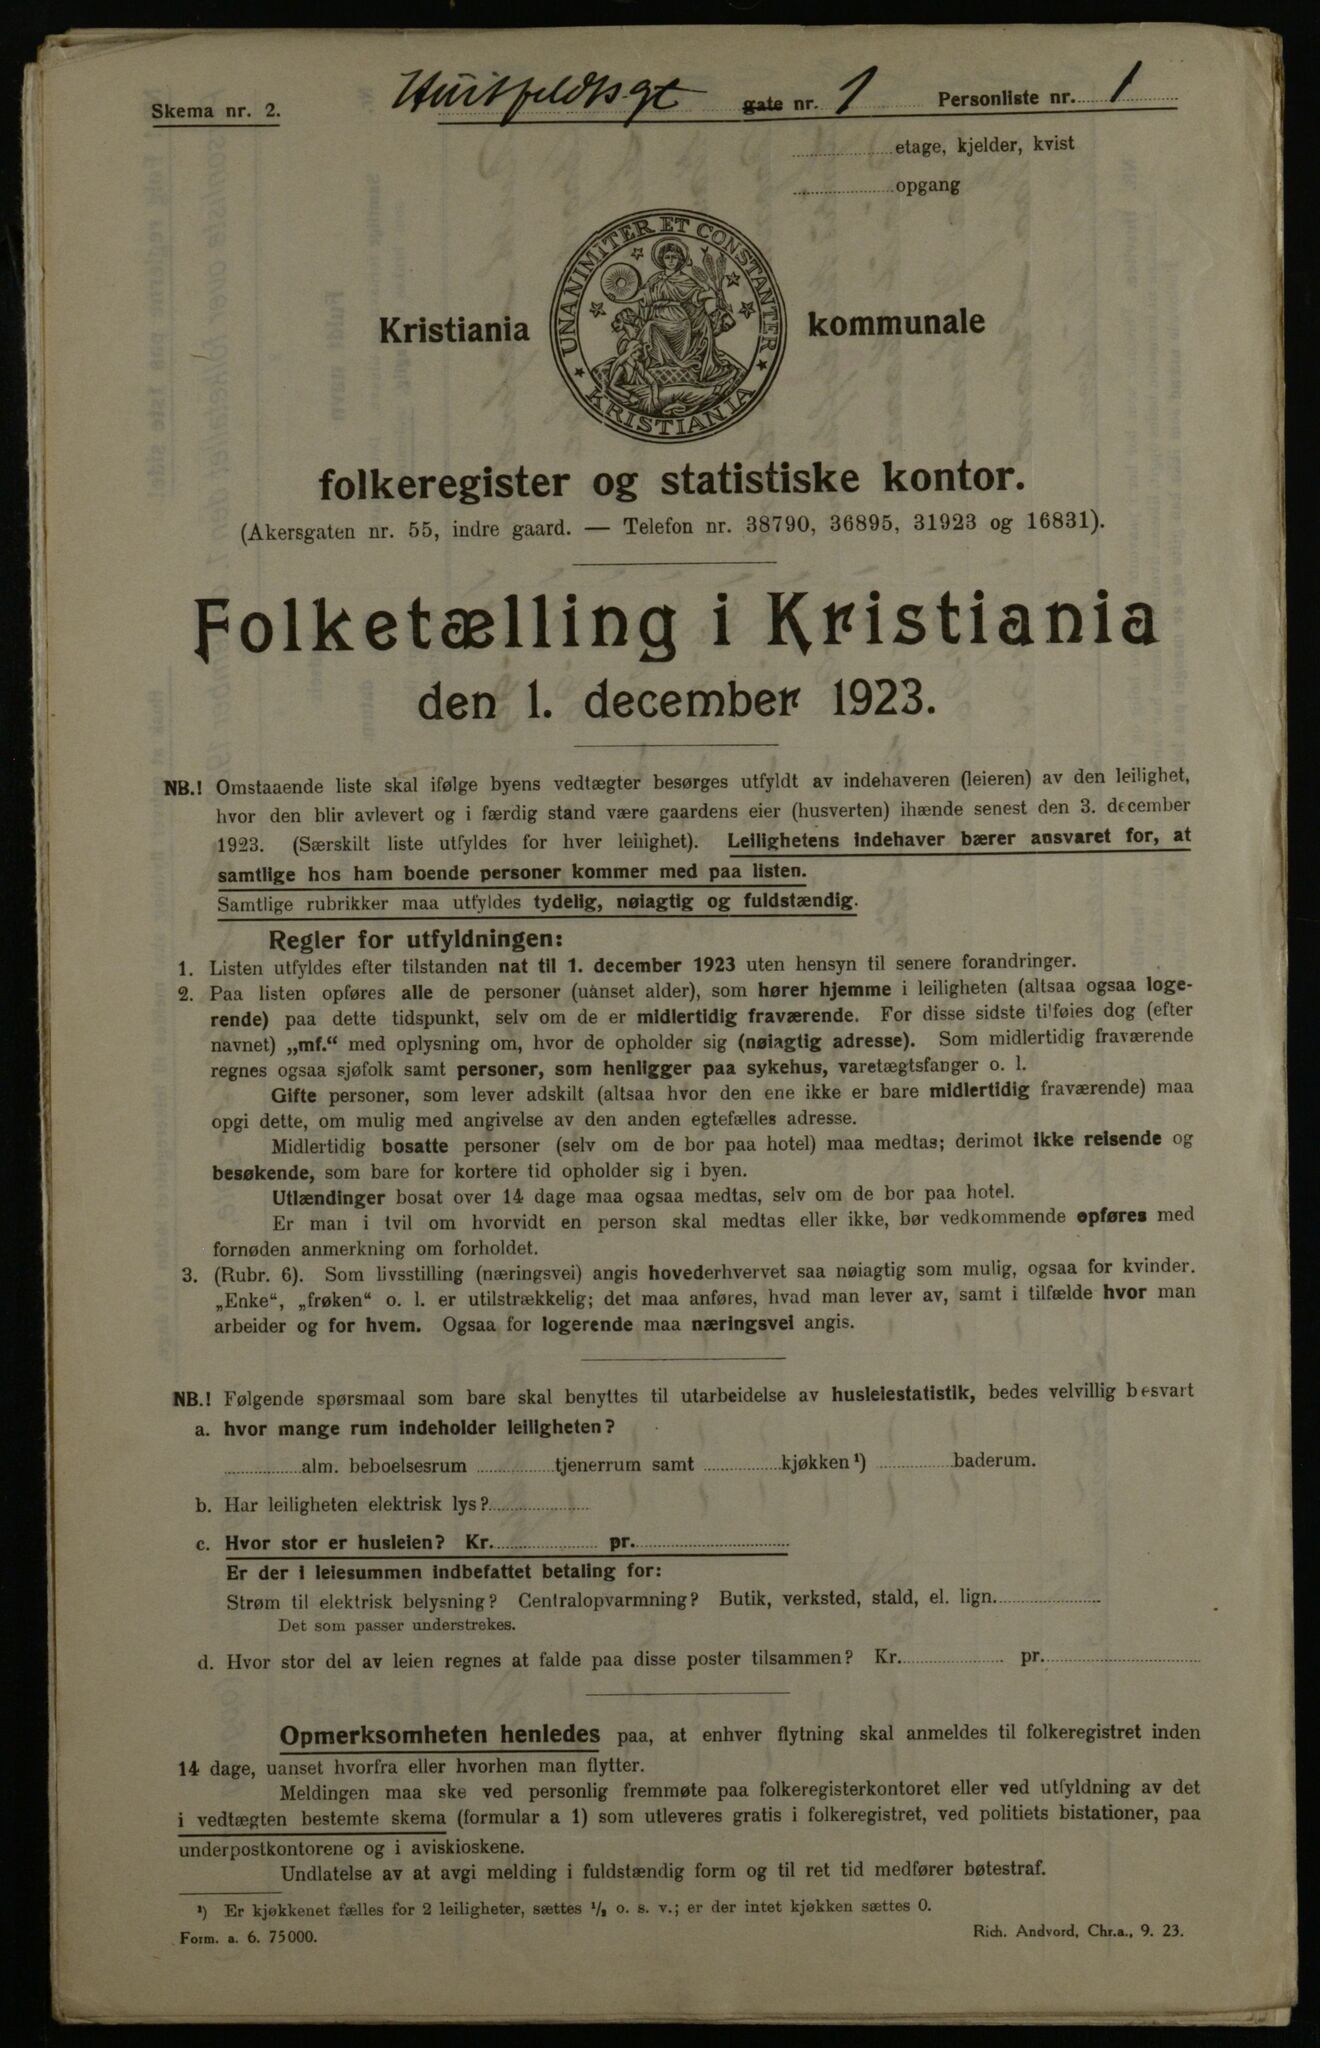 Skema nr. 2.
Huitfeldtsgt gate nr. 1 Personliste nr. 1
etage, kjelder, kvist
opgang
UNANIMITER ET CONSTANTER
KRISTIANIA
Kristiania kommunale
folkeregister og statistiske kontor.
(Akersgaten nr. 55, indre gaard. — Telefon nr. 38790, 36895, 31923 og 16831).
Folketælling i Kristiania
den 1. december 1923.
NB.! Omstaaende liste skal ifølge byens vedtægter besørges utfyldt av indehaveren (leieren) av den leilighet,
hvor den blir avlevert og i færdig stand være gaardens eier (husverten) ihænde senest den 3. december
1923. (Særskilt liste utfyldes for hver leilighet). Leilighetens indehaver bærer ansvaret for, at
samtlige hos ham boende personer kommer med paa listen.
Samtlige rubrikker maa utfyldes tydelig, nøiagtig og fuldstændig.
Regler for utfyldningen:
1. Listen utfyldes efter tilstanden nat til 1. december 1923 uten hensyn til senere forandringer.
2. Paa listen opføres alle de personer (uanset alder), som hører hjemme i leiligheten (altsaa ogsaa loge-
rende) paa dette tidspunkt, selv om de er midlertidig fraværende. For disse sidste tilføies dog (efter
navnet) „mf.“ med oplysning om, hvor de opholder sig (nøiagtig adresse). Som midlertidig fraværende
regnes ogsaa sjøfolk samt personer, som henligger paa sykehus, varetægtsfanger o. l.
Gifte personer, som lever adskilt (altsaa hvor den ene ikke er bare midlertidig fraværende) maa
opgi dette, om mulig med angivelse av den anden egtefælles adresse.
Midlertidig bosatte personer (selv om de bor paa hotel) maa medtas; derimot ikke reisende og
besøkende, som bare for kortere tid opholder sig i byen.
Utlændinger bosat over 14 dage maa ogsaa medtas, selv om de bor paa hotel.
Er man i tvil om hvorvidt en person skal medtas eller ikke, bør vedkommende opføres med
fornøden anmerkning om forholdet.
3. (Rubr. 6). Som livsstilling (næringsvei) angis hovederhvervet saa nøiagtig som mulig, ogsaa for kvinder.
„Enke“, „frøken“ o. l. er utilstrækkelig; det maa anføres, hvad man lever av, samt i tilfælde hvor man
arbeider og for hvem. Ogsaa for logerende maa næringsvei angis.
NB.! Følgende spørsmaal som bare skal benyttes til utarbeidelse av husleiestatistik, bedes velvillig besvart
a. hvor mange rum indeholder leiligheten?
alm. beboelsesrum tjenerrum samt kjøkken¹) baderum.
b. Har leiligheten elektrisk lys?
c. Hvor stor er husleien? Kr. pr.
Er der i leiesummen indbefattet betaling for:
Strøm til elektrisk belysning? Centralopvarmning? Butik, verksted, stald, el. lign.
Det som passer understrekes.
d. Hvor stor del av leien regnes at falde paa disse poster tilsammen? Kr. pr.
Opmerksomheten henledes paa, at enhver flytning skal anmeldes til folkeregistret inden
14 dage, uanset hvorfra eller hvorhen man flytter.
Meldingen maa ske ved personlig fremmøte paa folkeregisterkontoret eller ved utfyldning av det
i vedtægten bestemte skema (formular a 1) som utleveres gratis i folkeregistret, ved politiets bistationer, paa
underpostkontorene og i aviskioskene.
Undlatelse av at avgi melding i fuldstændig form og til ret tid medfører bøtestraf.
¹) Er kjøkkenet fælles for 2 leiligheter, sættes ½ o. s. v.; er der intet kjøkken sættes 0.
Form. a. 6. 75000.
Rich. Andvord, Chr.a., 9. 23.